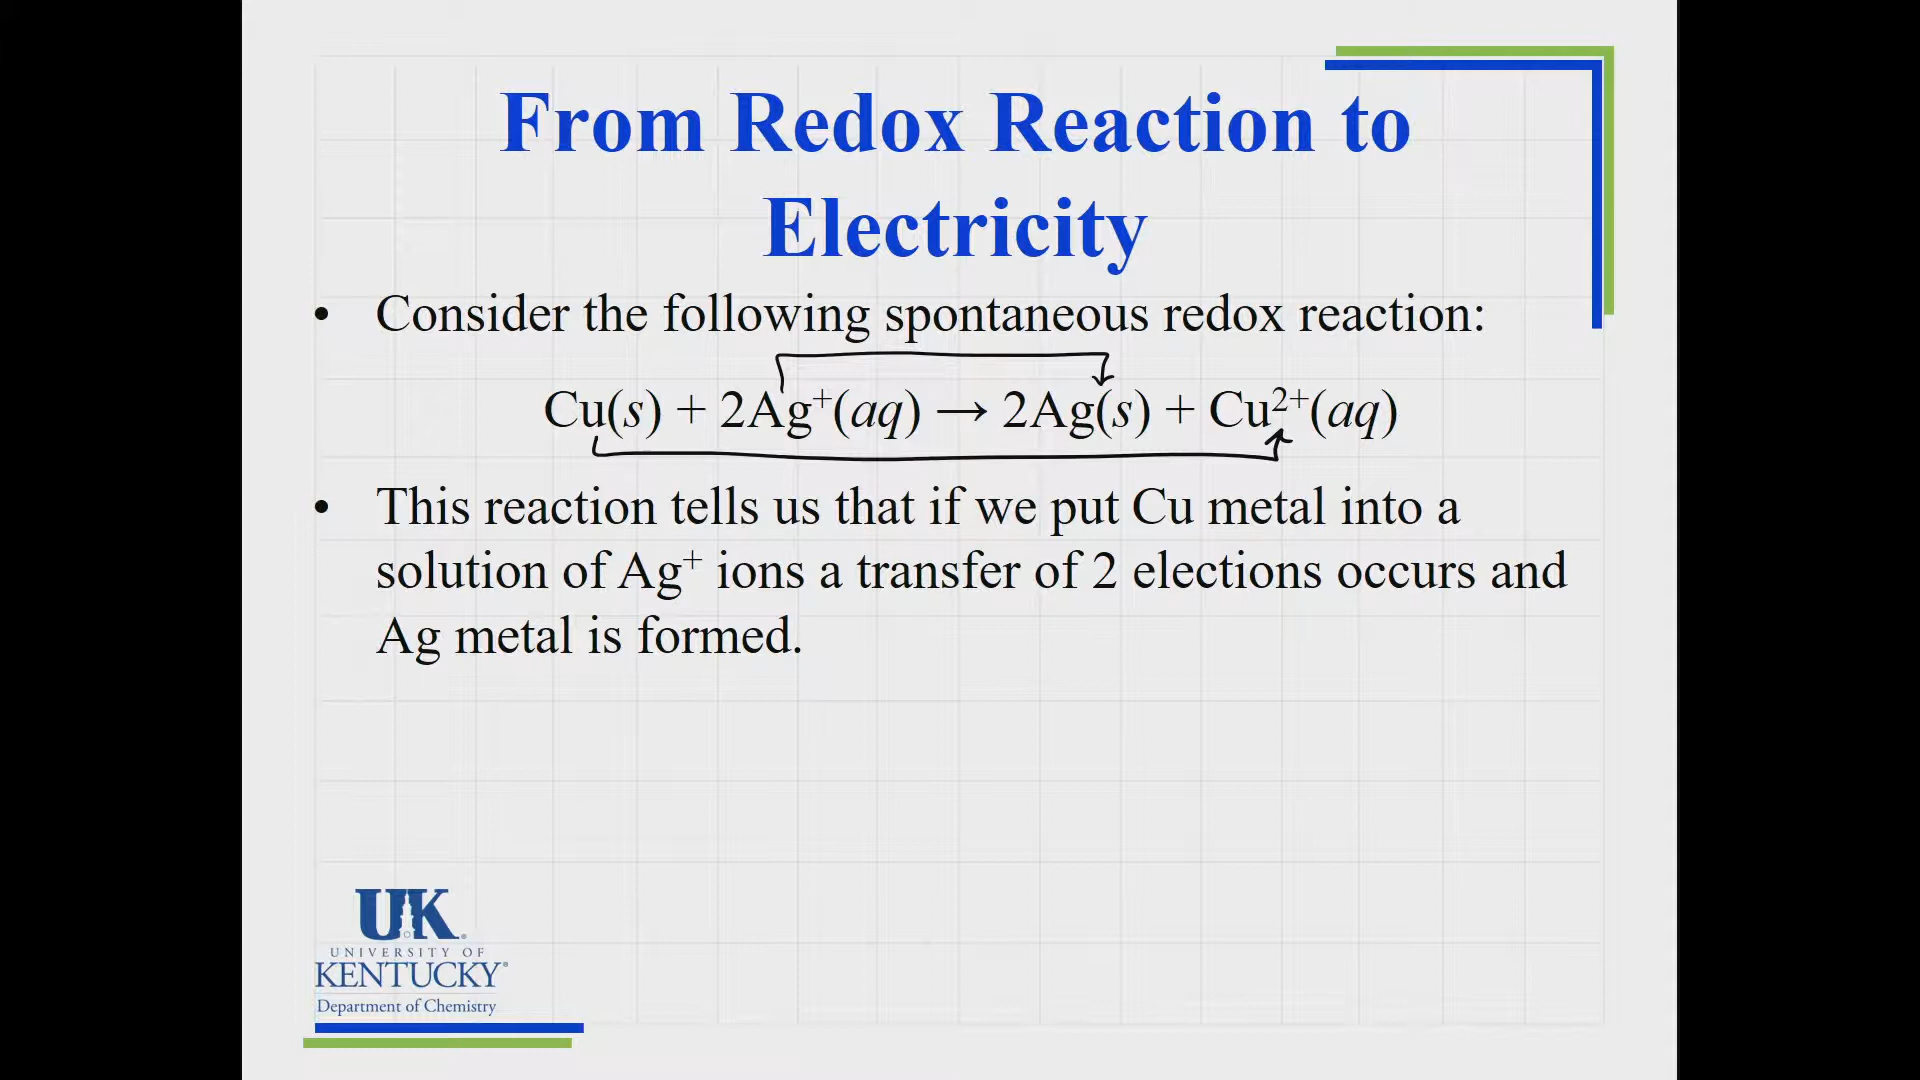 From Redox Reaction to
Electricity
• Consider the following spontaneous redox reaction:
Cu(s) + 2Ag⁺(aq) → 2Ag(s) + Cu²⁺(aq)
• This reaction tells us that if we put Cu metal into a
solution of Ag⁺ ions a transfer of 2 elections occurs and
Ag metal is formed.
UK®
UNIVERSITY OF
KENTUCKY®
Department of Chemistry